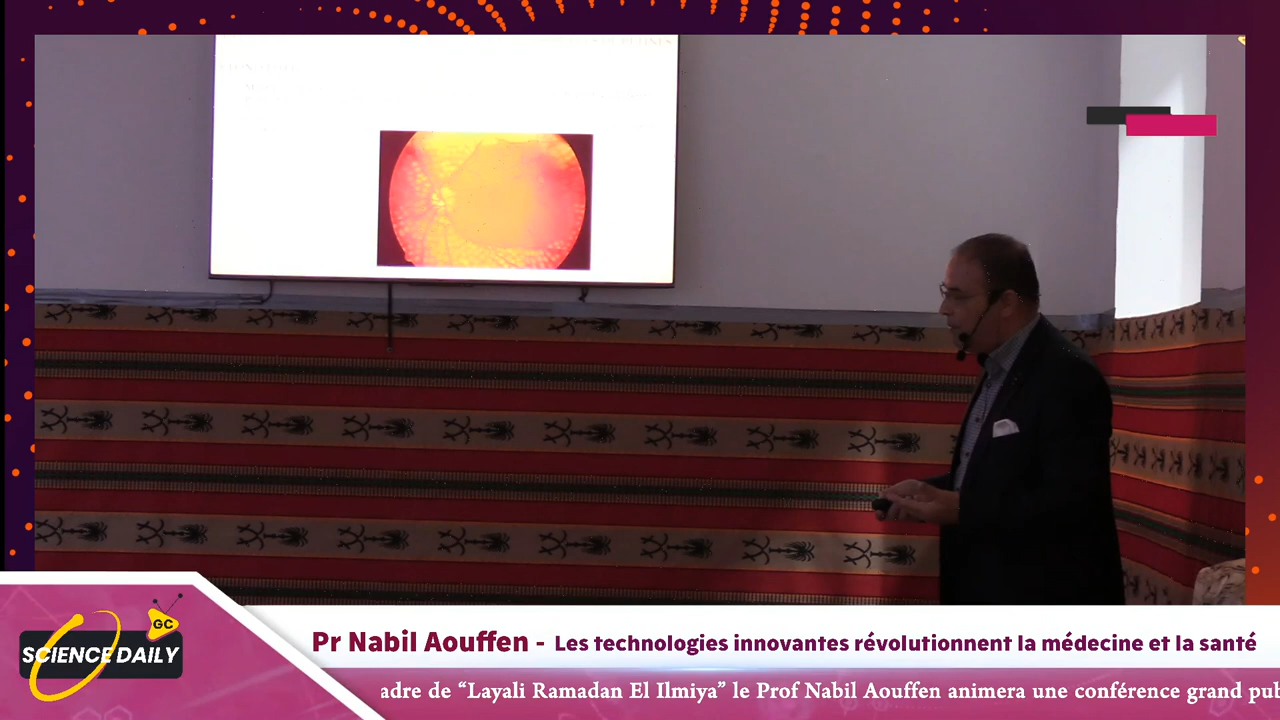 GC
SCIENCE DAILY
Pr Nabil Aouffen - Les technologies innovantes révolutionnent la médecine et la santé
adre de “Layali Ramadan El Ilmiya” le Prof Nabil Aouffen animera une conférence grand pub